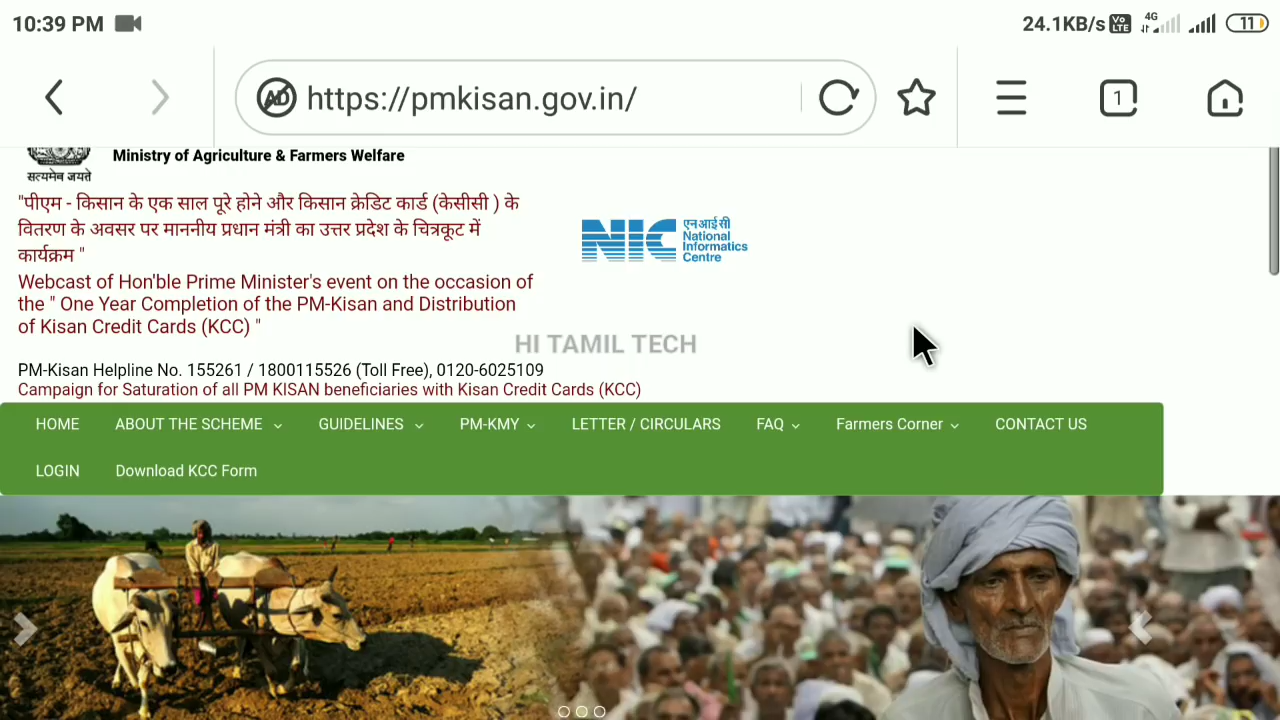 10:39 PM
24.1KB/s Vo LTE 4G 11
https://pmkisan.gov.in/
AD
1
Ministry of Agriculture & Farmers Welfare
सत्यमेव जयते
"पीएम - किसान के एक साल पूरे होने और किसान क्रेडिट कार्ड (केसीसी ) के
वितरण के अवसर पर माननीय प्रधान मंत्री का उत्तर प्रदेश के चित्रकूट में
कार्यक्रम "
NIC एनआईसी
National
Informatics
Centre
Webcast of Hon'ble Prime Minister's event on the occasion of
the " One Year Completion of the PM-Kisan and Distribution
of Kisan Credit Cards (KCC) "
HI TAMIL TECH
PM-Kisan Helpline No. 155261 / 1800115526 (Toll Free), 0120-6025109
Campaign for Saturation of all PM KISAN beneficiaries with Kisan Credit Cards (KCC)
HOME ABOUT THE SCHEME GUIDELINES PM-KMY LETTER / CIRCULARS FAQ Farmers Corner CONTACT US
LOGIN Download KCC Form